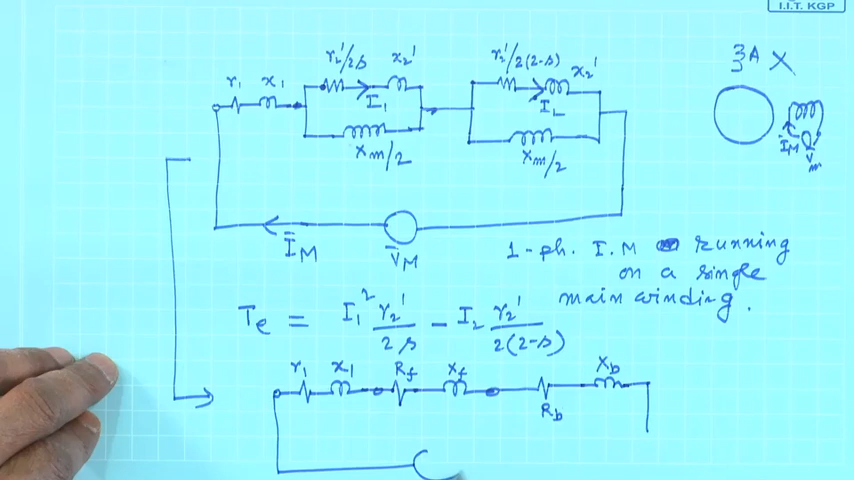 I.I.T. KGP
r₂'/2s x₂' r₂'/2(2-s) x₂' 3A X
r₁ x₁ I₁ I₂
xm/2 xm/2 I̅M V̅m
I̅M V̅M
1-ph. I.M running
on a single
main winding.
Te = I₁² r₂'/2s - I₂ r₂'/2(2-s)
r₁ x₁ Rf Xf Rb Xb